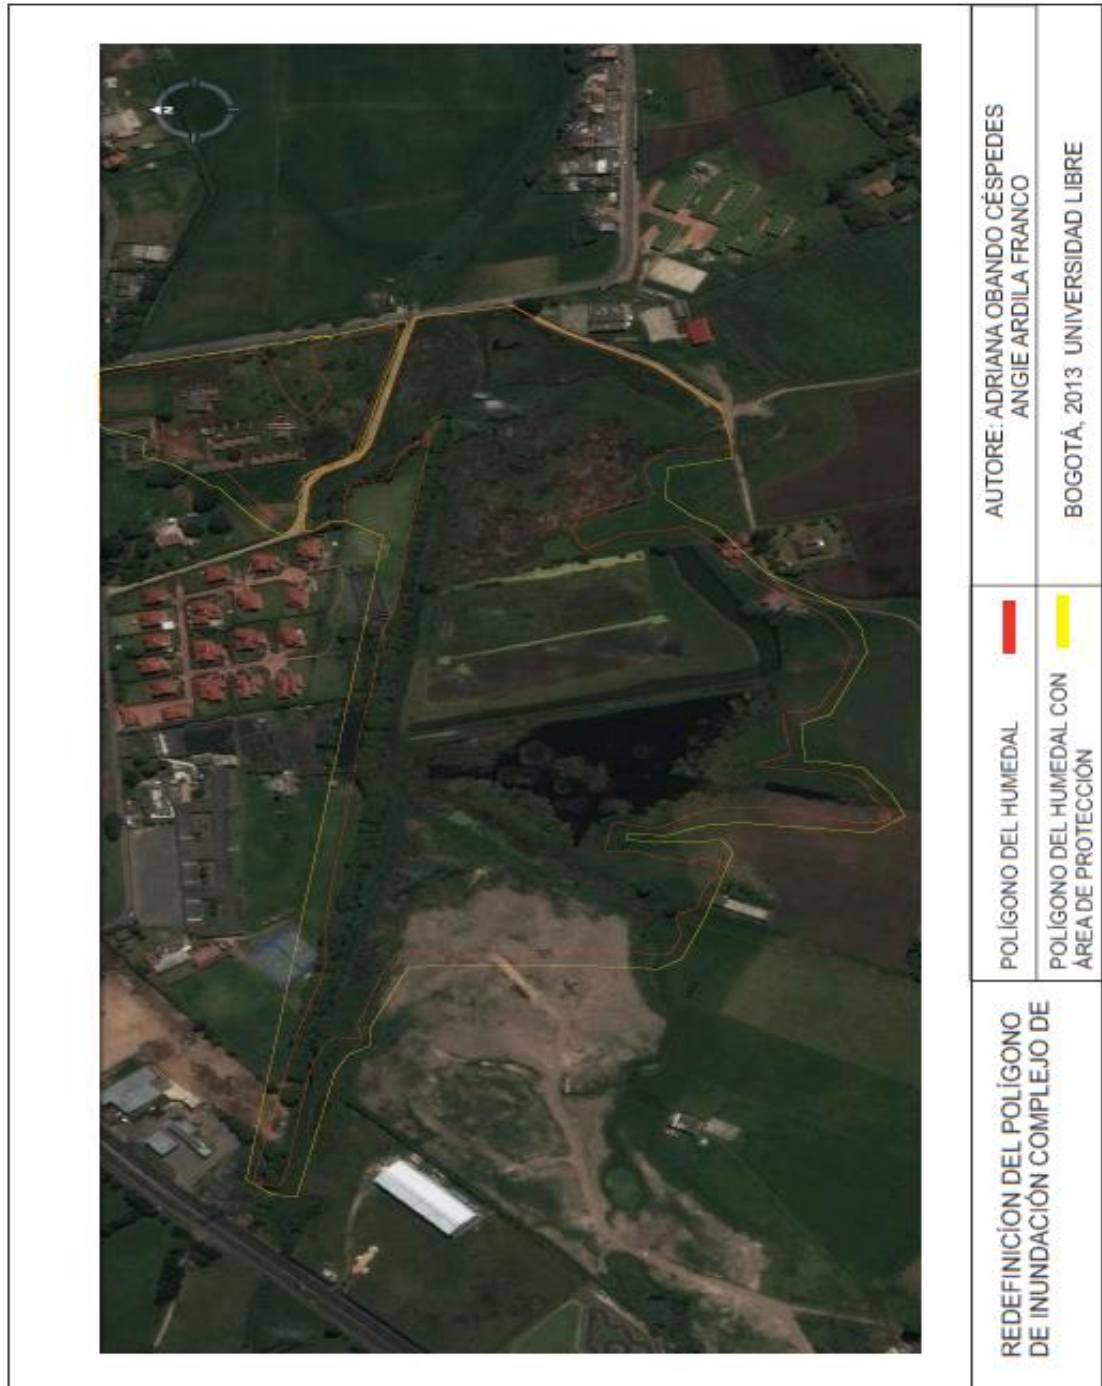 REDEFINICÍON DEL POLÍGONO
DE INUNDACIÓN COMPLEJO DE
POLÍGONO DEL HUMEDAL
POLÍGONO DEL HUMEDAL CON
ÁREA DE PROTECCIÓN
AUTORE: ADRIANA OBANDO CÉSPEDES
ANGIE ARDILA FRANCO
BOGOTÁ, 2013 UNIVERSIDAD LIBRE
N